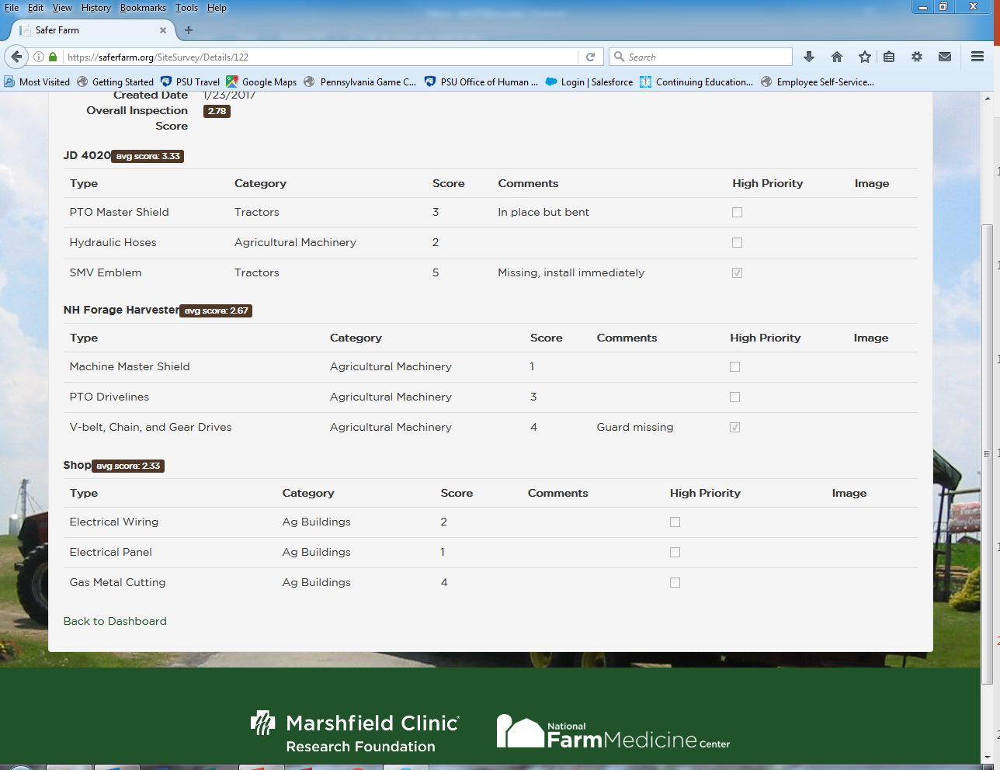 File Edit View History Bookmarks Tools Help
Safer Farm
https://saferfarm.org/SiteSurvey/Details/122
Search
Most Visited Getting Started PSU Travel Google Maps Pennsylvania Game C... PSU Office of Human ... Login | Salesforce Continuing Education... Employee Self-Service...
Created Date 1/23/2017
Overall Inspection Score 2.78
JD 4020 avg score: 3.33
Type Category Score Comments High Priority Image
PTO Master Shield Tractors 3 In place but bent
Hydraulic Hoses Agricultural Machinery 2
SMV Emblem Tractors 5 Missing, install immediately
NH Forage Harvester avg score: 2.67
Type Category Score Comments High Priority Image
Machine Master Shield Agricultural Machinery 1
PTO Drivelines Agricultural Machinery 3
V-belt, Chain, and Gear Drives Agricultural Machinery 4 Guard missing
Shop avg score: 2.33
Type Category Score Comments High Priority Image
Electrical Wiring Ag Buildings 2
Electrical Panel Ag Buildings 1
Gas Metal Cutting Ag Buildings 4
Back to Dashboard
Marshfield Clinic
Research Foundation
National
FarmMedicine Center